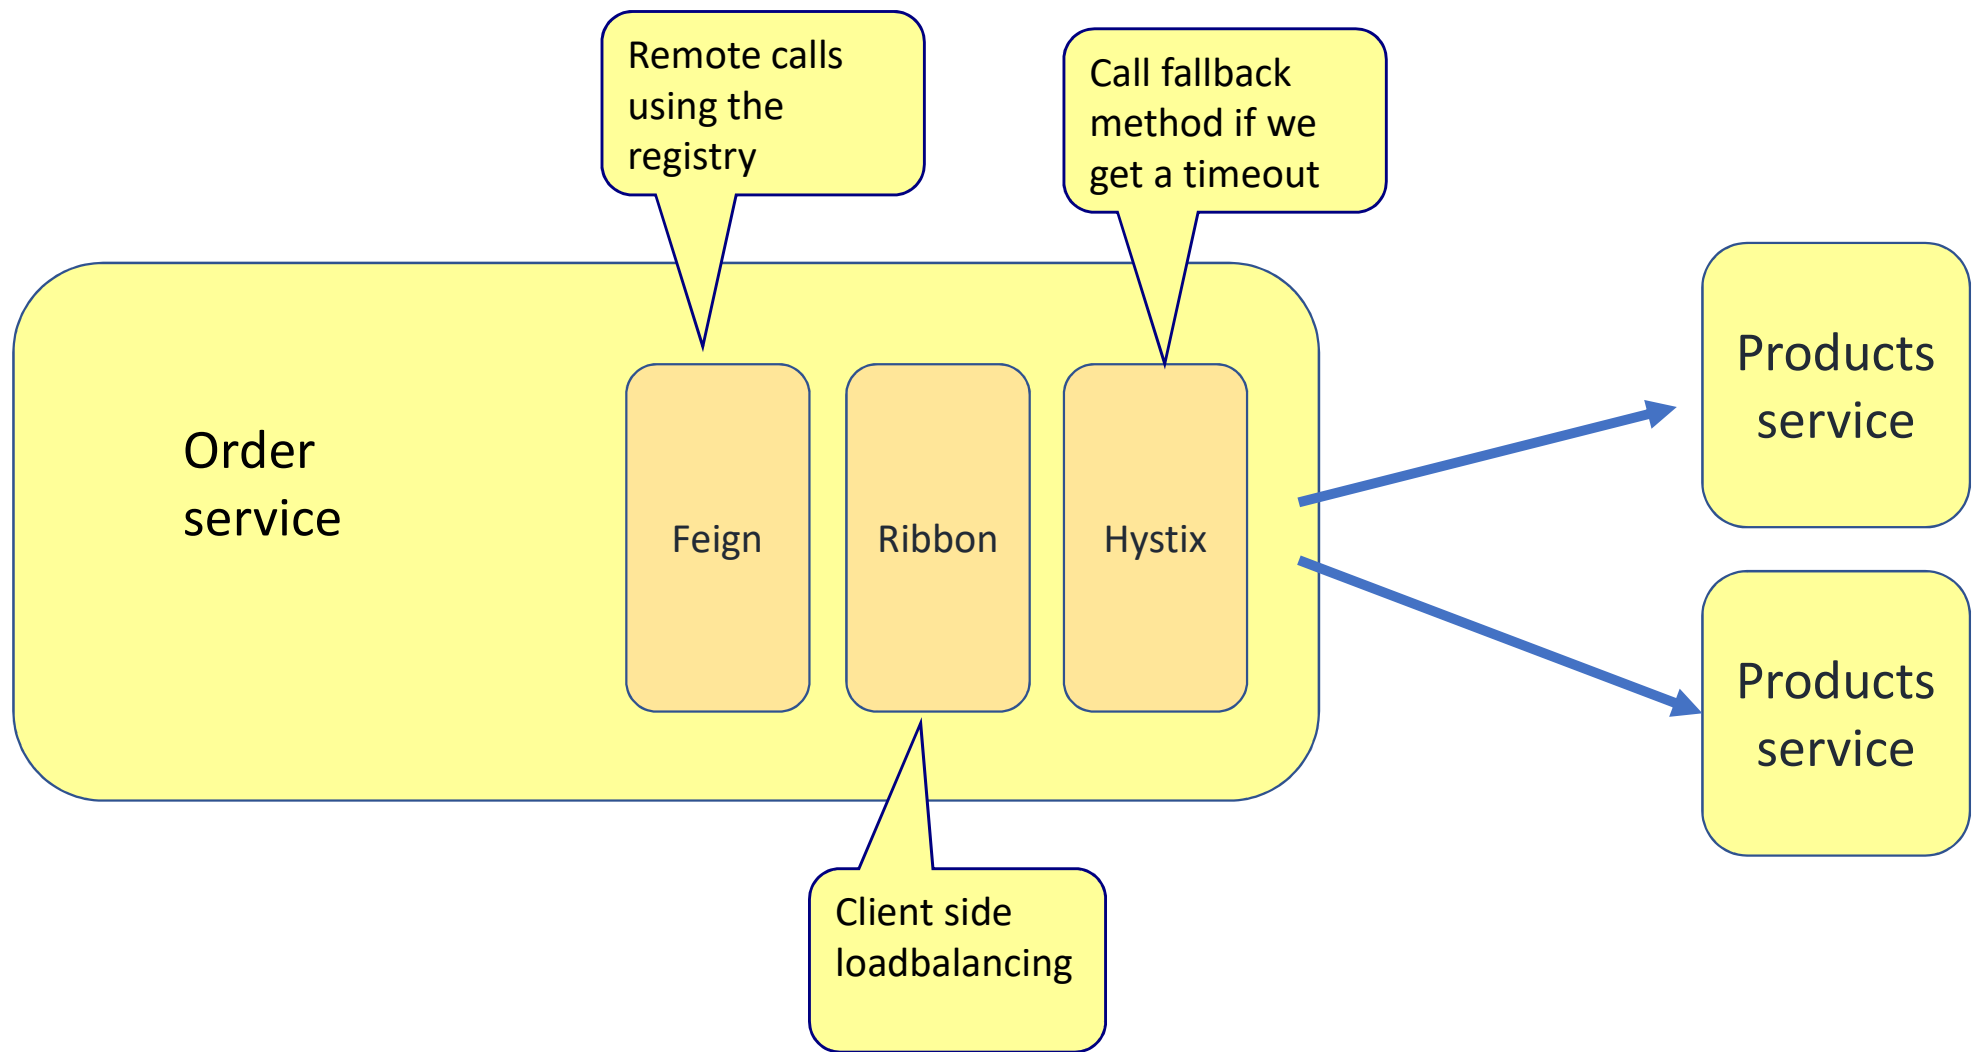 Remote calls
using the
registry
Call fallback
method if we
get a timeout
Order
service
Feign
Ribbon
Hystix
Products
service
Products
service
Client side
loadbalancing